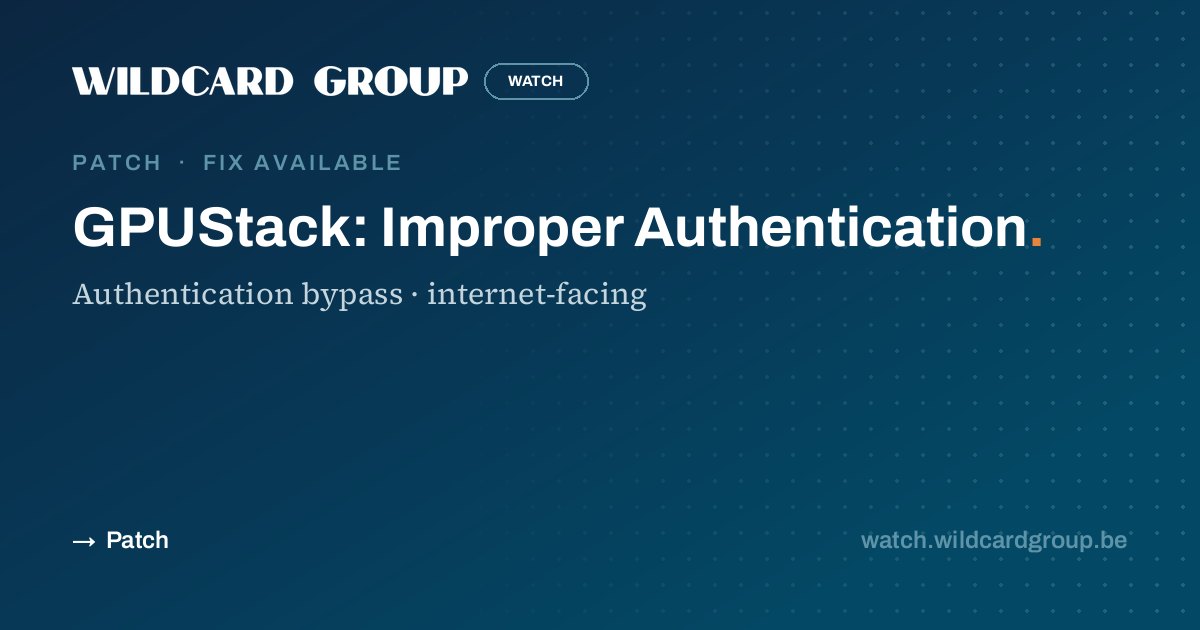 WILDCARD GROUP WATCH
PATCH · FIX AVAILABLE
GPUStack: Improper Authentication.
Authentication bypass · internet-facing
→ Patch
watch.wildcardgroup.be